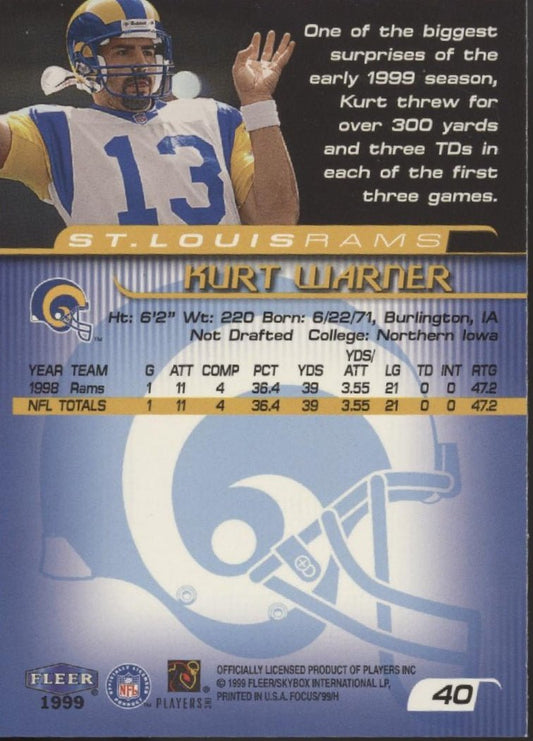 One of the biggest
surprises of the
early 1999 season,
Kurt threw for
over 300 yards
and three TDs in
each of the first
three games.
13
ST. LOUIS RAMS
KURT WARNER
Ht: 6'2" Wt: 220 Born: 6/22/71, Burlington, IA
Not Drafted College: Northern Iowa
YEAR TEAM G ATT COMP PCT YDS YDS/ATT LG TD INT RTG
1998 Rams 1 11 4 36.4 39 3.55 21 0 0 47.2
NFL TOTALS 1 11 4 36.4 39 3.55 21 0 0 47.2
FLEER
1999
NFL
PLAYERS INC
OFFICIALLY LICENSED PRODUCT OF PLAYERS INC
© 1999 FLEER/SKYBOX INTERNATIONAL LP,
PRINTED IN U.S.A. FOCUS/'99/H
40